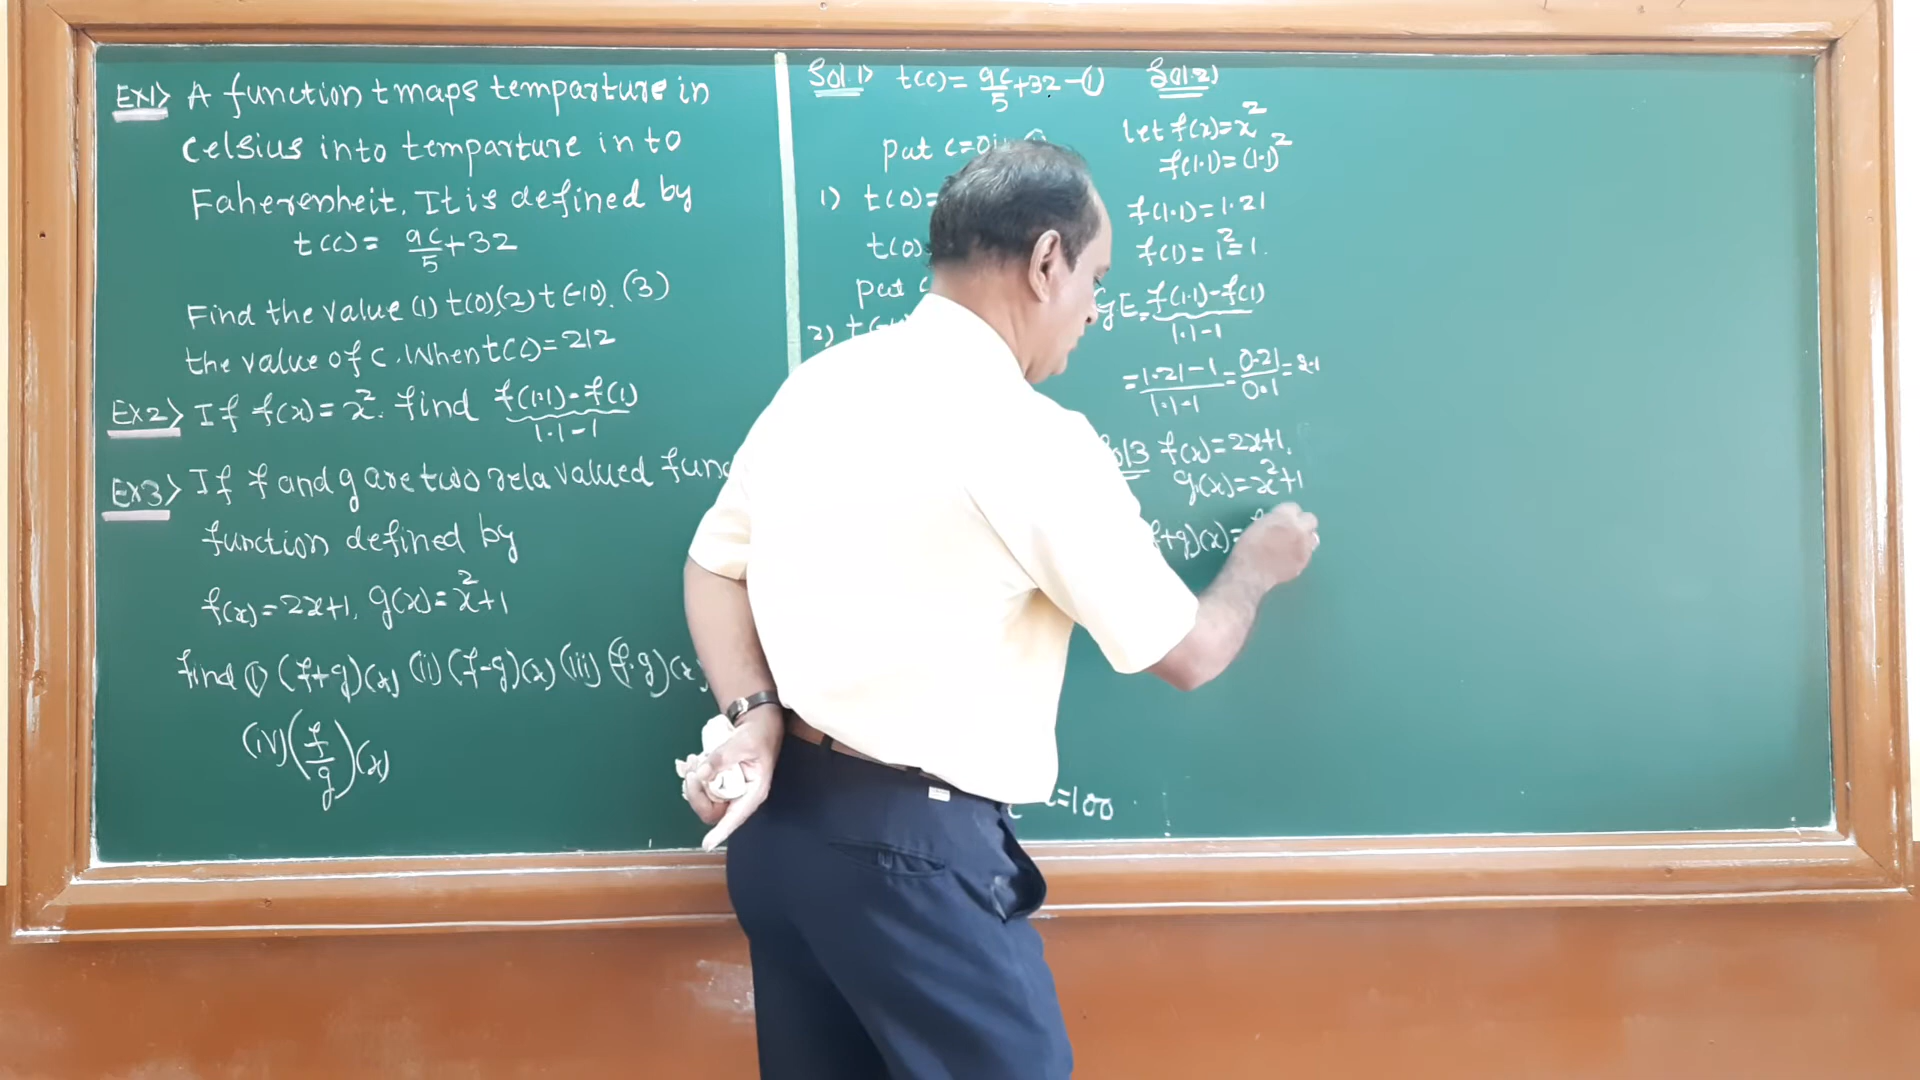 Ex1> A function t maps temparture in
celsius into temparture in to
Faherenheit. It is defined by
t(c) = 9c/5 + 32
Find the value (1) t(0),(2) t(-10). (3)
the value of c. When t(c) = 212
Ex2> If f(x) = x². find f(1.1) - f(1) / 1.1 - 1
Ex3> If f and g are two rela valued func
function defined by
f(x) = 2x+1, g(x) = x²+1
find (i) (f+g)(x) (ii) (f-g)(x) (iii) (f.g)(x)
(iv) (f/g)(x)
Sol.1> t(c) = 9c/5 + 32 - (1)
put c=0 in
1) t(0)=
t(0)
put
2)
c=100
Sol.2)
let f(x) = x²
f(1.1) = (1.1)²
f(1.1) = 1.21
f(1) = 1² = 1.
GE = f(1.1) - f(1) / 1.1 - 1
= 1.21 - 1 / 1.1 - 1 = 0.21 / 0.1 = 2.1
ol3 f(x) = 2x+1.
g(x) = x²+1
f+g)(x) =